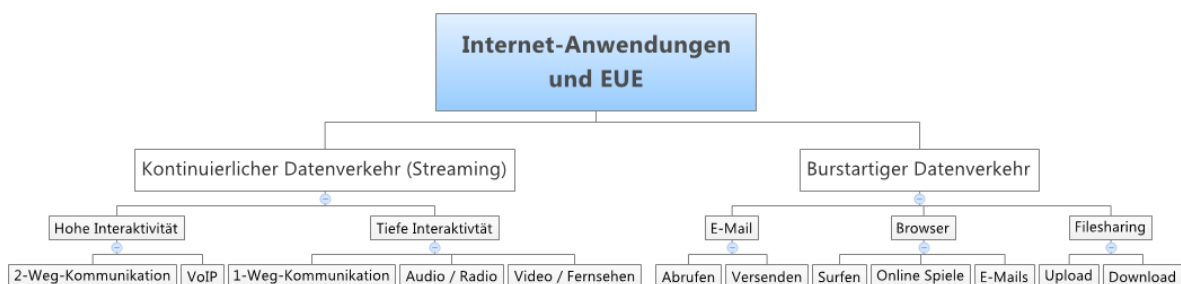 Internet-Anwendungen
und EUE
Kontinuierlicher Datenverkehr (Streaming)
Burstartiger Datenverkehr
Hohe Interaktivität
Tiefe Interaktivtät
E-Mail
Browser
Filesharing
2-Weg-Kommunikation
VoIP
1-Weg-Kommunikation
Audio / Radio
Video / Fernsehen
Abrufen
Versenden
Surfen
Online Spiele
E-Mails
Upload
Download